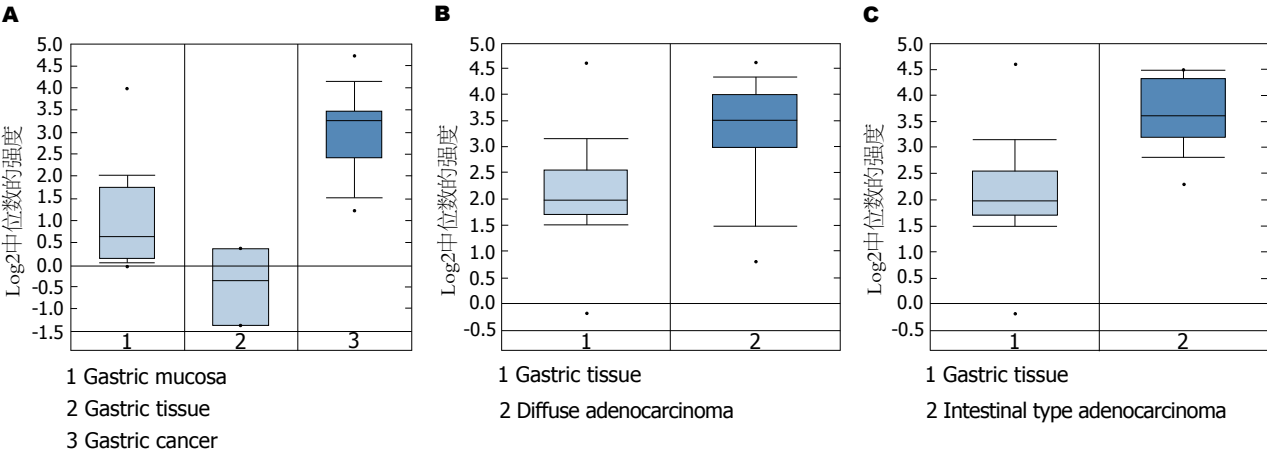 A
Log2中位数的强度
5.0
4.5
4.0
3.5
3.0
2.5
2.0
1.5
1.0
0.5
0.0
-0.5
-1.0
-1.5
1 2 3
1 Gastric mucosa
2 Gastric tissue
3 Gastric cancer
B
Log2中位数的强度
5.0
4.5
4.0
3.5
3.0
2.5
2.0
1.5
1.0
0.5
0.0
-0.5
1 2
1 Gastric tissue
2 Diffuse adenocarcinoma
C
Log2中位数的强度
5.0
4.5
4.0
3.5
3.0
2.5
2.0
1.5
1.0
0.5
0.0
-0.5
1 2
1 Gastric tissue
2 Intestinal type adenocarcinoma